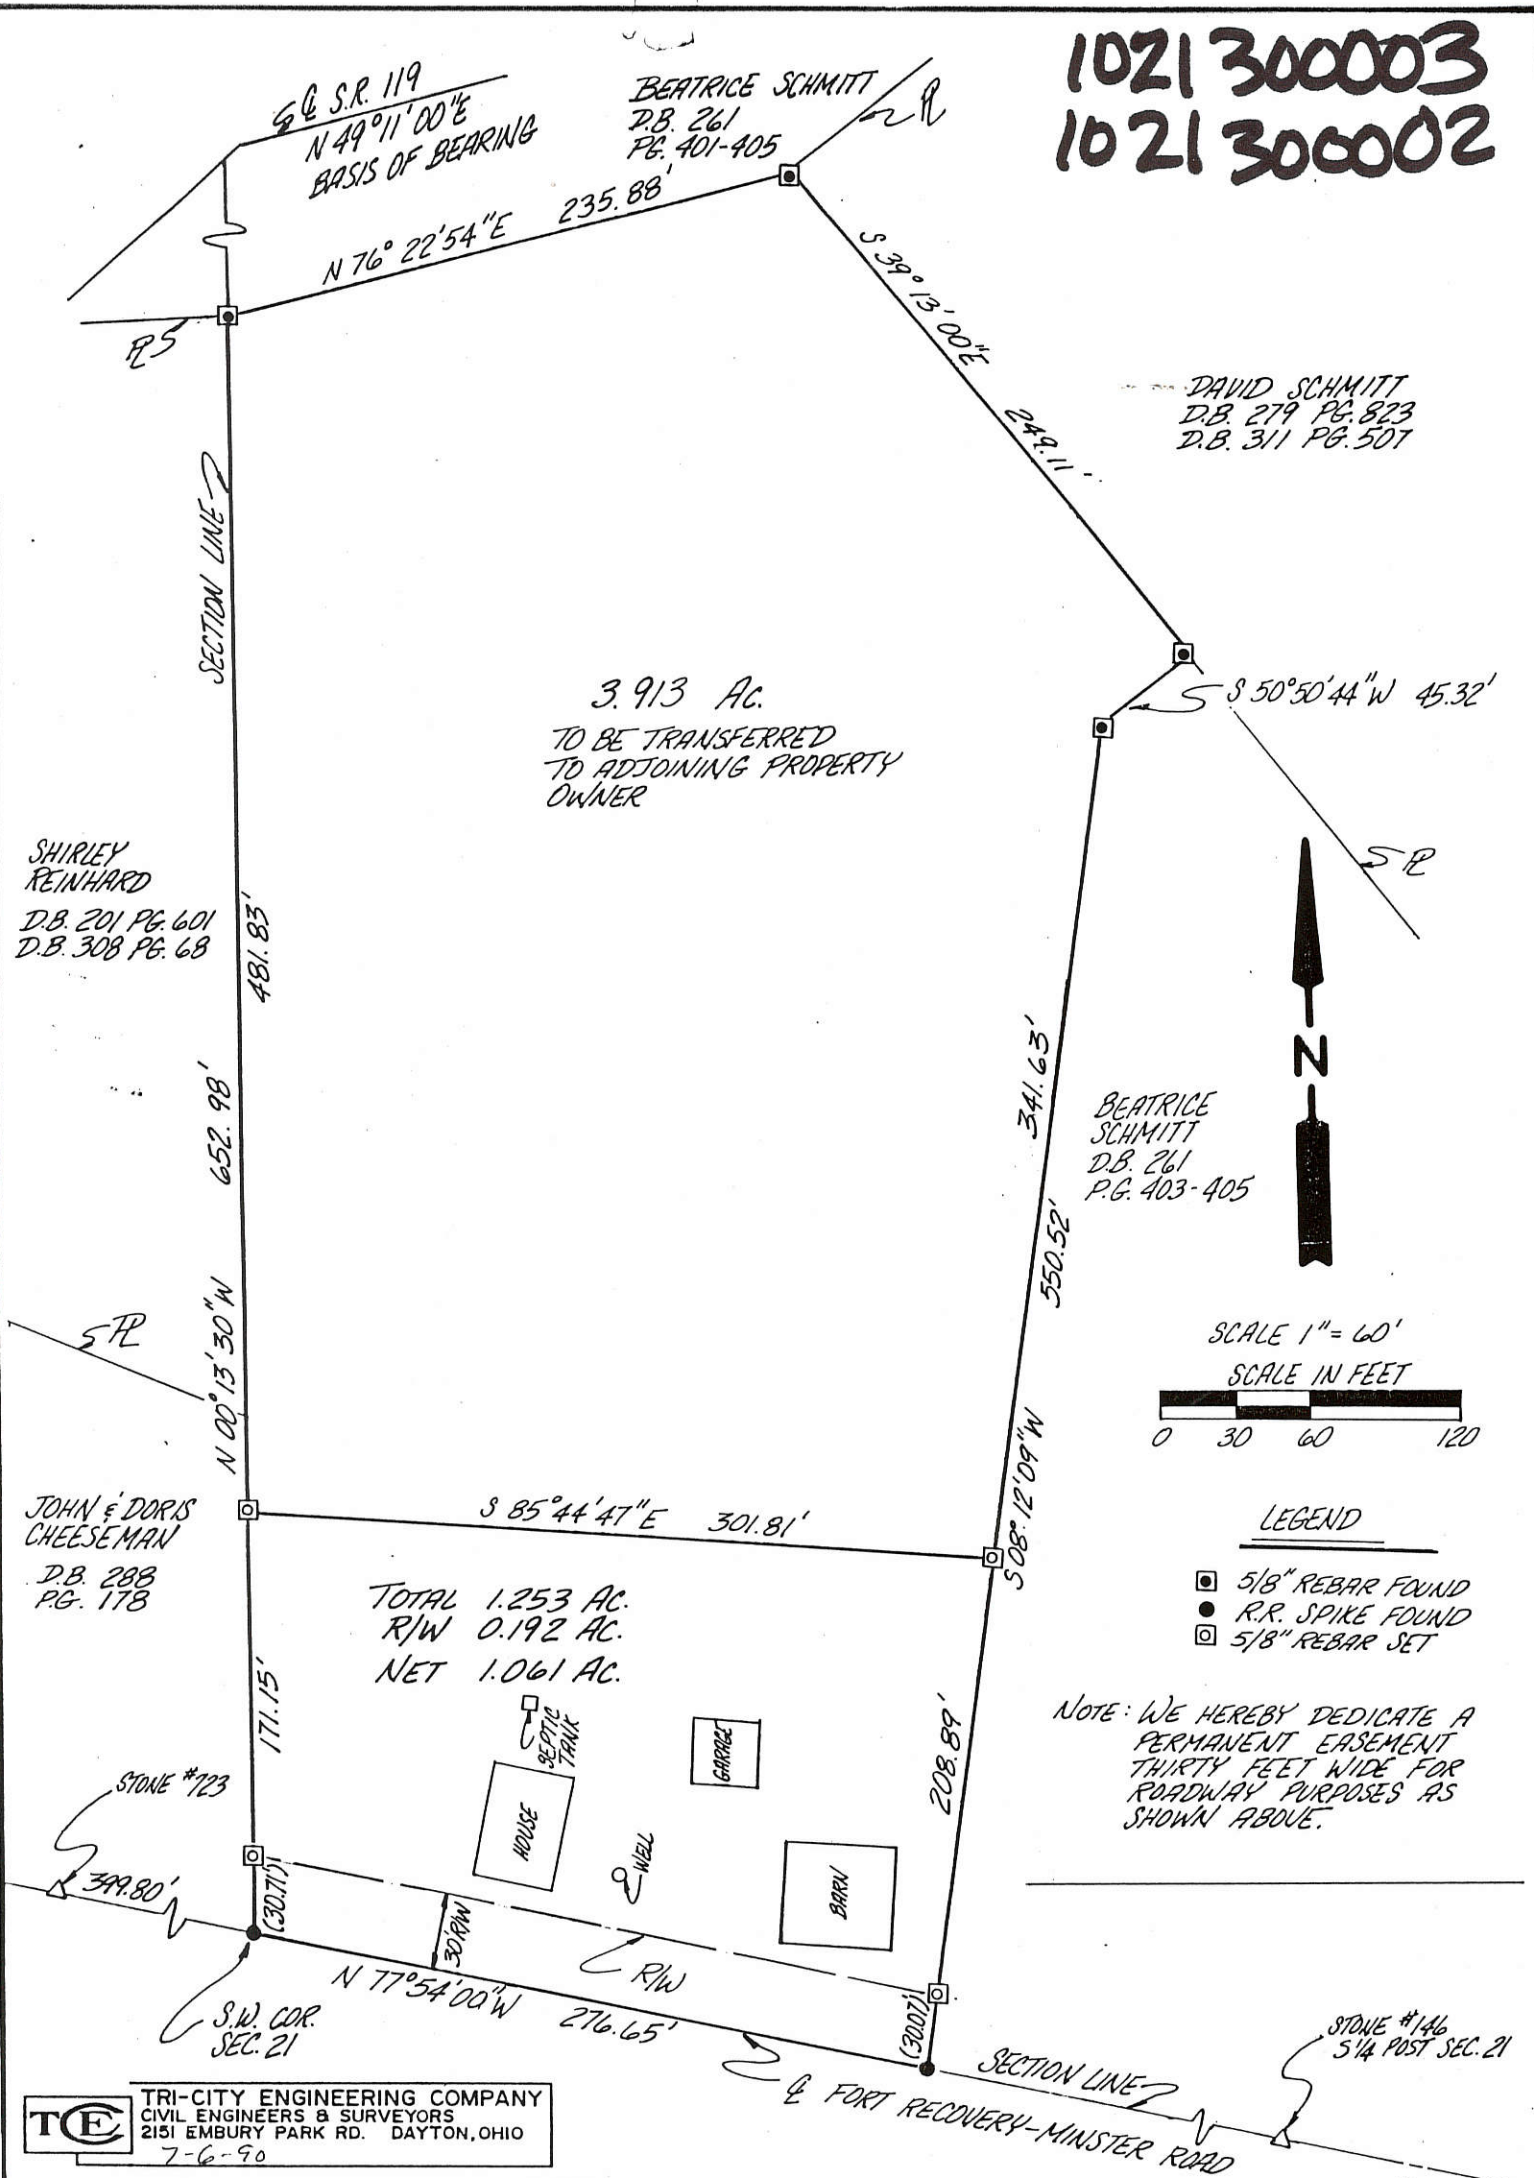 1021300003
1021300002
℄ S.R. 119
N 49°11'00"E
BASIS OF BEARING
BEATRICE SCHMITT
D.B. 261
PG. 401-405
℄
PL
N 76° 22'54"E 235.88'
S 39° 13' 00"E 249.11'
PL
DAVID SCHMITT
D.B. 279 PG. 823
D.B. 311 PG. 507
SECTION LINE
3.913 AC.
TO BE TRANSFERRED
TO ADJOINING PROPERTY
OWNER
S 50°50'44"W 45.32'
PL
SHIRLEY
REINHARD
D.B. 201 PG. 601
D.B. 308 PG. 68
481.83'
652.98'
N 00° 13' 30" W
341.63'
550.52'
S 08° 12' 09" W
BEATRICE
SCHMITT
D.B. 261
P.G. 403-405
N
PL
SCALE 1" = 60'
SCALE IN FEET
0 30 60 120
JOHN & DORIS
CHEESEMAN
D.B. 288
P.G. 178
S 85° 44' 47" E 301.81'
LEGEND
5/8" REBAR FOUND
R.R. SPIKE FOUND
5/8" REBAR SET
TOTAL 1.253 AC.
R/W 0.192 AC.
NET 1.061 AC.
171.15'
208.89'
SEPTIC
TANK
GARAGE
HOUSE
WELL
BARN
NOTE: WE HEREBY DEDICATE A
PERMANENT EASEMENT
THIRTY FEET WIDE FOR
ROADWAY PURPOSES AS
SHOWN ABOVE.
STONE #723
399.80'
(30.71')
30' R/W
R/W
N 77°54'00"W 276.65'
(30.07')
S.W. COR.
SEC. 21
SECTION LINE
STONE #146
S 1/4 POST SEC. 21
℄ FORT RECOVERY-MINSTER ROAD
TCE
TRI-CITY ENGINEERING COMPANY
CIVIL ENGINEERS & SURVEYORS
2151 EMBURY PARK RD. DAYTON, OHIO
7-6-90